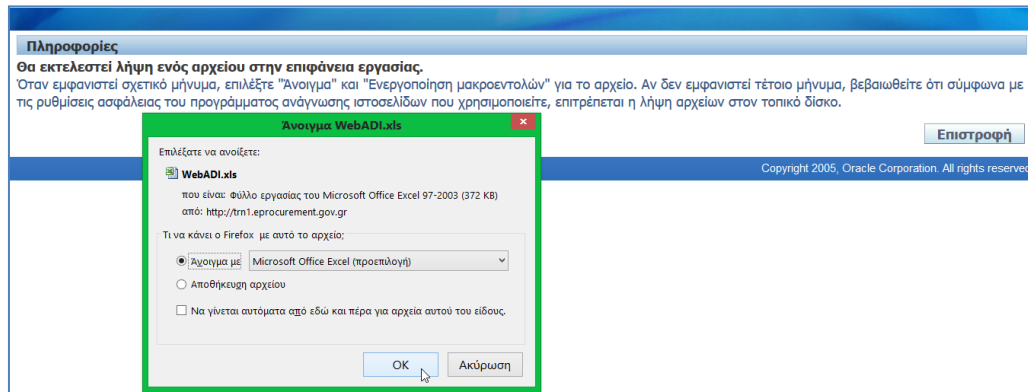 Πληροφορίες
Θα εκτελεστεί λήψη ενός αρχείου στην επιφάνεια εργασίας.
Όταν εμφανιστεί σχετικό μήνυμα, επιλέξτε "Άνοιγμα" και "Ενεργοποίηση μακροεντολών" για το αρχείο. Αν δεν εμφανιστεί τέτοιο μήνυμα, βεβαιωθείτε ότι σύμφωνα με
τις ρυθμίσεις ασφάλειας του προγράμματος ανάγνωσης ιστοσελίδων που χρησιμοποιείτε, επιτρέπεται η λήψη αρχείων στον τοπικό δίσκο.
Επιστροφή
Copyright 2005, Oracle Corporation. All rights reserved
Άνοιγμα WebADI.xls
Επιλέξατε να ανοίξετε:
WebADI.xls
που είναι: Φύλλο εργασίας του Microsoft Office Excel 97-2003 (372 KB)
από: http://trn1.eprocurement.gov.gr
Τι να κάνει ο Firefox με αυτό το αρχείο;
Άνοιγμα με Microsoft Office Excel (προεπιλογή)
Αποθήκευση αρχείου
Να γίνεται αυτόματα από εδώ και πέρα για αρχεία αυτού του είδους.
OK Ακύρωση